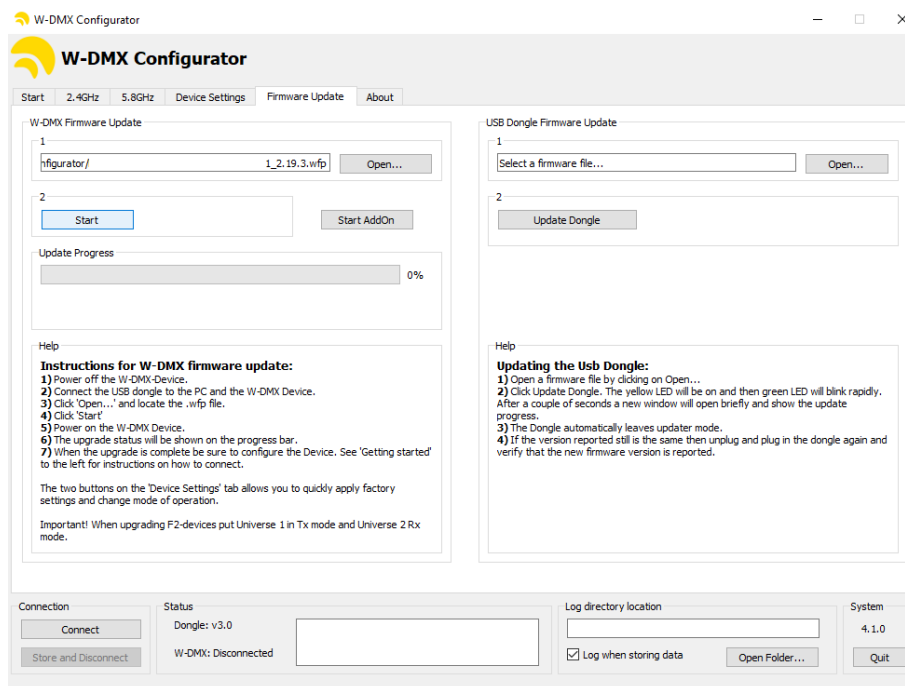 W-DMX Configurator
W-DMX Configurator
Start 2.4GHz 5.8GHz Device Settings Firmware Update About
W-DMX Firmware Update
1
nfigurator/ 1_2.19.3.wfp Open...
2
Start Start AddOn
Update Progress
0%
Help
Instructions for W-DMX firmware update:
1) Power off the W-DMX-Device.
2) Connect the USB dongle to the PC and the W-DMX Device.
3) Click 'Open...' and locate the .wfp file.
4) Click 'Start'
5) Power on the W-DMX Device.
6) The upgrade status will be shown on the progress bar.
7) When the upgrade is complete be sure to configure the Device. See 'Getting started'
to the left for instructions on how to connect.
The two buttons on the 'Device Settings' tab allows you to quickly apply factory
settings and change mode of operation.
Important! When upgrading F2-devices put Universe 1 in Tx mode and Universe 2 Rx
mode.
USB Dongle Firmware Update
1
Select a firmware file... Open...
2
Update Dongle
Help
Updating the Usb Dongle:
1) Open a firmware file by clicking on Open...
2) Click Update Dongle. The yellow LED will be on and then green LED will blink rapidly.
After a couple of seconds a new window will open briefly and show the update
progress.
3) The Dongle automatically leaves updater mode.
4) If the version reported still is the same then unplug and plug in the dongle again and
verify that the new firmware version is reported.
Connection
Connect
Store and Disconnect
Status
Dongle: v3.0
W-DMX: Disconnected
Log directory location
Log when storing data Open Folder...
System
4.1.0
Quit